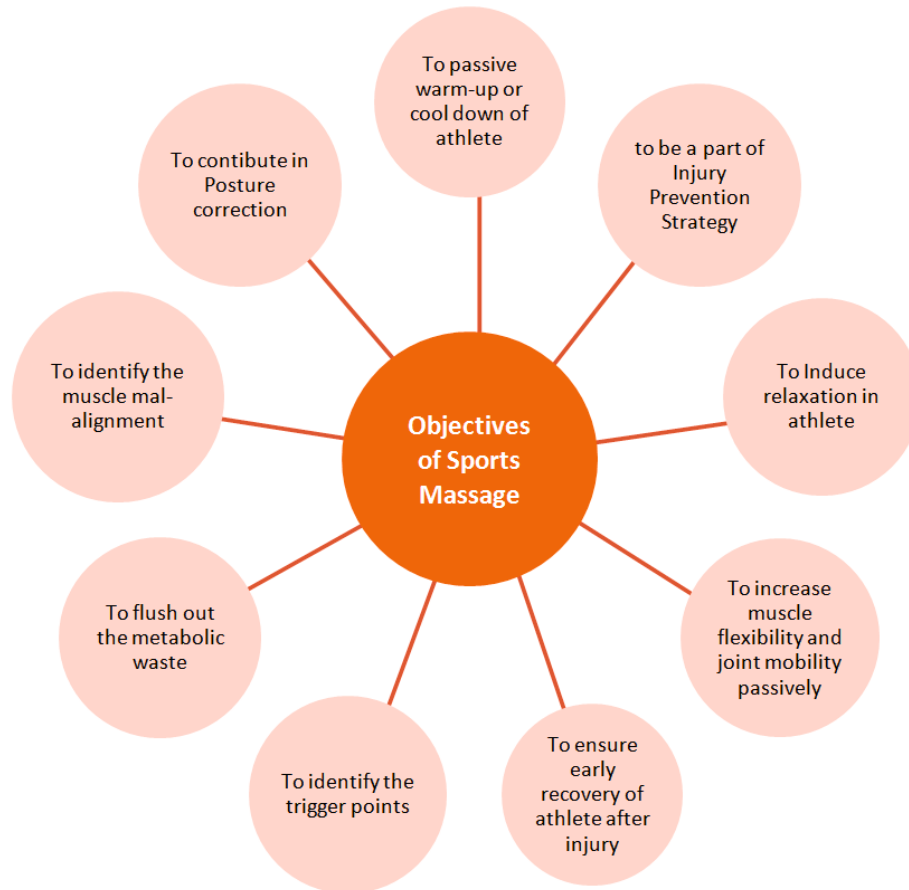 To passive
warm-up or
cool down of
athlete
to be a part of
Injury
Prevention
Strategy
To Induce
relaxation in
athlete
To increase
muscle
flexibility and
joint mobility
passively
To ensure
early
recovery of
athlete after
injury
To identify the
trigger points
To flush out
the metabolic
waste
To identify the
muscle mal-
alignment
To contibute in
Posture
correction
Objectives
of Sports
Massage